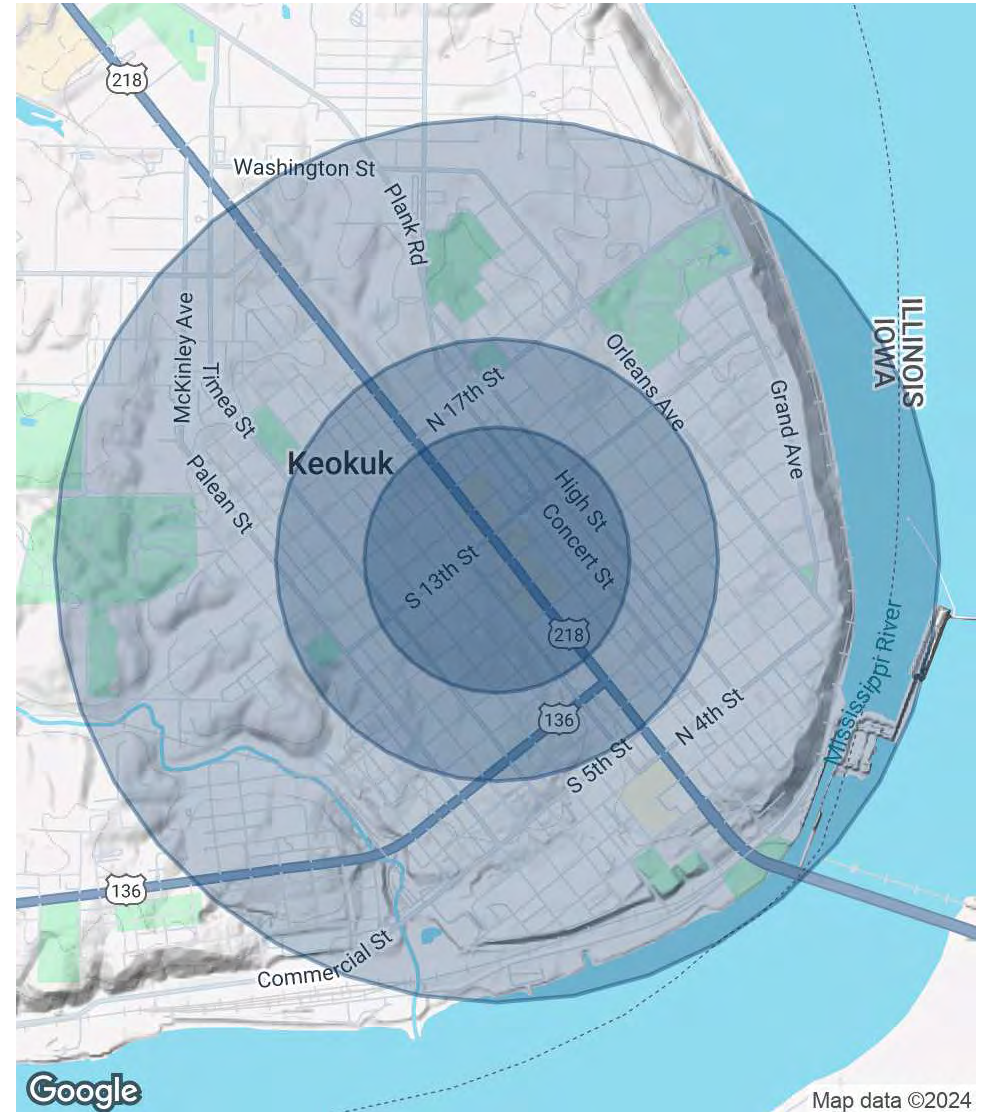 218
Washington St
Plank Rd
ILLINOIS
IOWA
McKinley Ave
Timea St
Orleans Ave
N 17th St
Grand Ave
Keokuk
Palean St
High St
Concert St
S 13th St
218
Mississippi River
136
N 4th St
S 5th St
136
Commercial St
Google
Map data ©2024